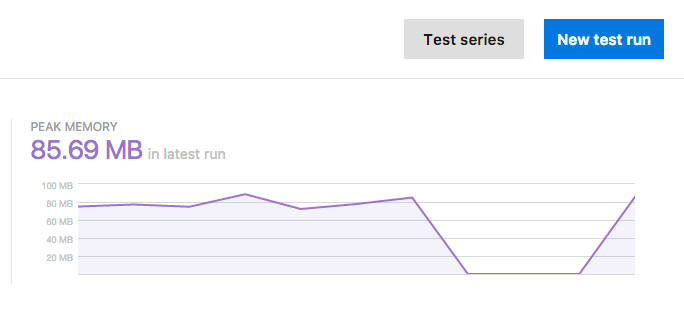 Test series
New test run
PEAK MEMORY
85.69 MB in latest run
100 MB
80 MB
60 MB
40 MB
20 MB